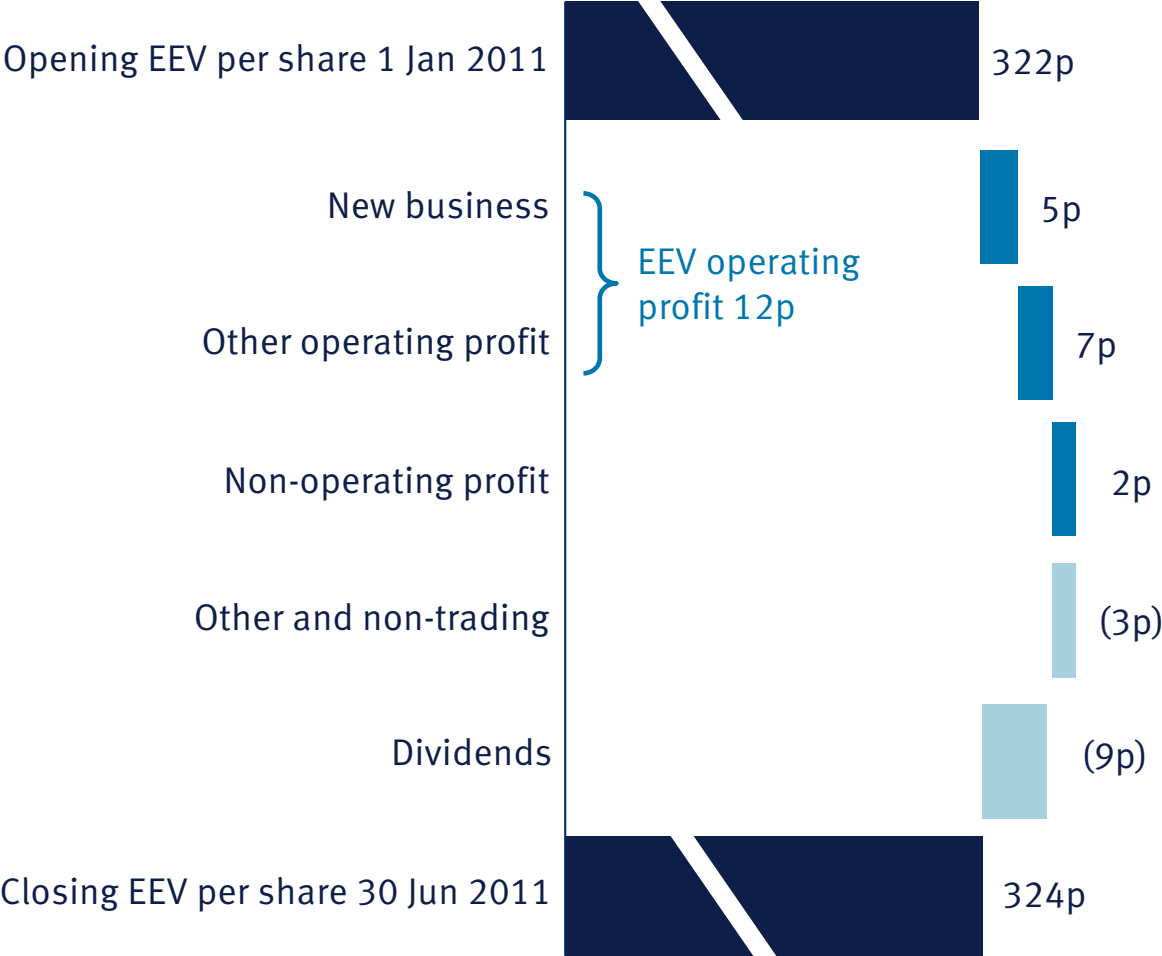 Opening EEV per share 1 Jan 2011
322p
New business
5p
EEV operating
profit 12p
Other operating profit
7p
Non-operating profit
2p
Other and non-trading
(3p)
Dividends
(9p)
Closing EEV per share 30 Jun 2011
324p